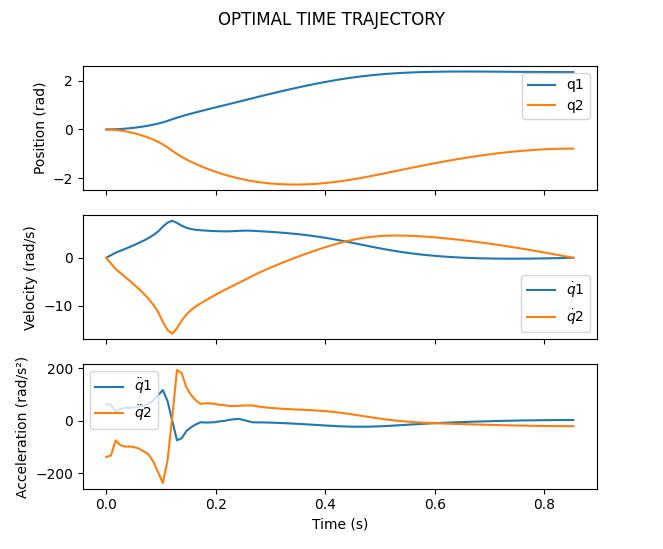 OPTIMAL TIME TRAJECTORY
Position (rad)
2
0
−2
q1
q2
Velocity (rad/s)
0
−10
q̇1
q̇2
Acceleration (rad/s²)
200
0
−200
q̈1
q̈2
0.0 0.2 0.4 0.6 0.8
Time (s)